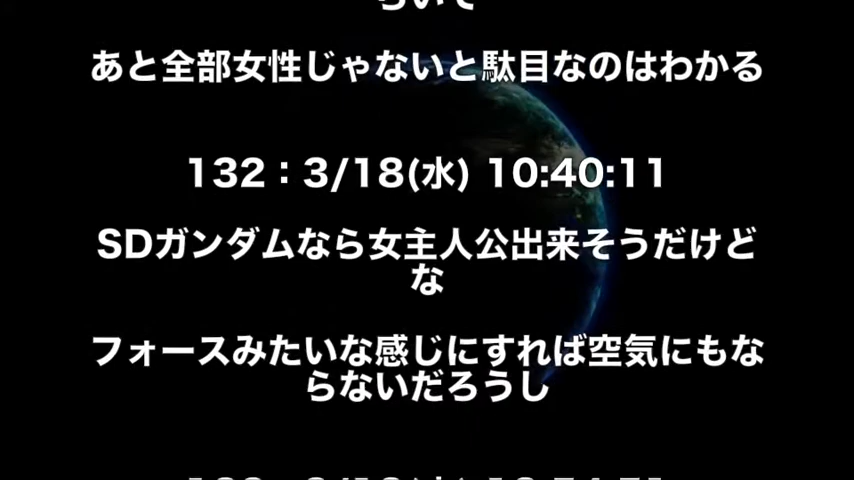 らいで
あと全部女性じゃないと駄目なのはわかる
132：3/18(水) 10:40:11
SDガンダムなら女主人公出来そうだけど
な
フォースみたいな感じにすれば空気にもな
らないだろうし